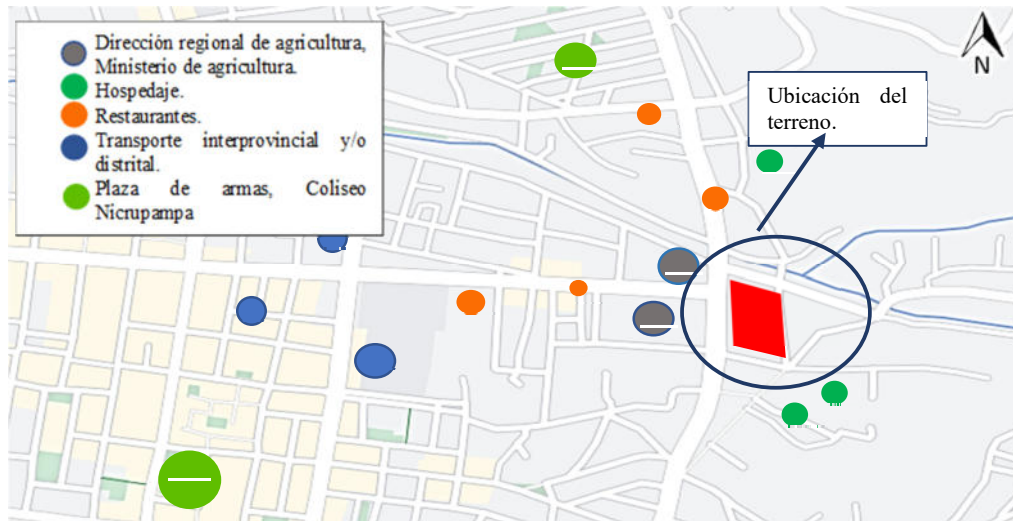 Dirección regional de agricultura,
Ministerio de agricultura.
Hospedaje.
Restaurantes.
Transporte interprovincial y/o
distrital.
Plaza de armas, Coliseo
Nicrupampa
Ubicación del
terreno.
N